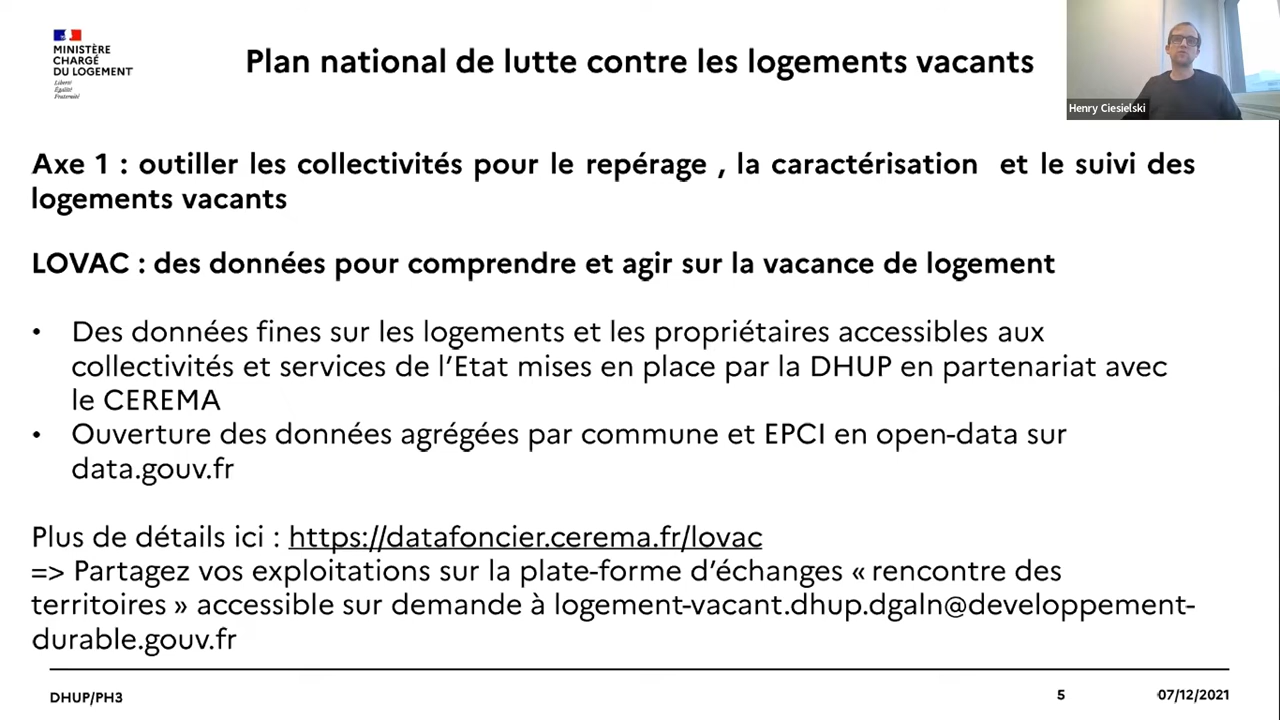 MINISTÈRE
CHARGÉ
DU LOGEMENT
Liberté
Égalité
Fraternité
Plan national de lutte contre les logements vacants
Henry Ciesielski
Axe 1 : outiller les collectivités pour le repérage , la caractérisation et le suivi des
logements vacants
LOVAC : des données pour comprendre et agir sur la vacance de logement
• Des données fines sur les logements et les propriétaires accessibles aux
collectivités et services de l’Etat mises en place par la DHUP en partenariat avec
le CEREMA
• Ouverture des données agrégées par commune et EPCI en open-data sur
data.gouv.fr
Plus de détails ici : https://datafoncier.cerema.fr/lovac
=> Partagez vos exploitations sur la plate-forme d’échanges « rencontre des
territoires » accessible sur demande à logement-vacant.dhup.dgaln@developpement-
durable.gouv.fr
DHUP/PH3
5
07/12/2021